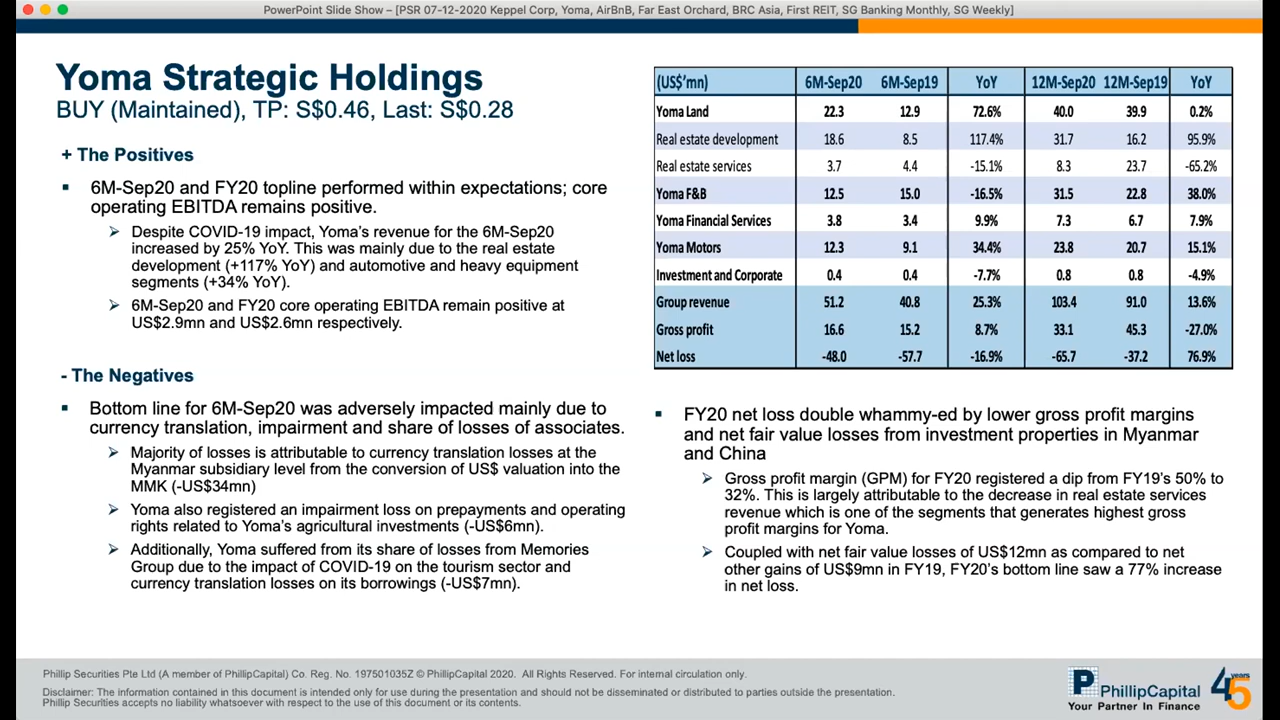 PowerPoint Slide Show – [PSR 07-12-2020 Keppel Corp, Yoma, AirBnB, Far East Orchard, BRC Asia, First REIT, SG Banking Monthly, SG Weekly]
Yoma Strategic Holdings
BUY (Maintained), TP: S$0.46, Last: S$0.28
+ The Positives
▪ 6M-Sep20 and FY20 topline performed within expectations; core
operating EBITDA remains positive.
➢ Despite COVID-19 impact, Yoma's revenue for the 6M-Sep20
increased by 25% YoY. This was mainly due to the real estate
development (+117% YoY) and automotive and heavy equipment
segments (+34% YoY).
➢ 6M-Sep20 and FY20 core operating EBITDA remain positive at
US$2.9mn and US$2.6mn respectively.
- The Negatives
▪ Bottom line for 6M-Sep20 was adversely impacted mainly due to
currency translation, impairment and share of losses of associates.
➢ Majority of losses is attributable to currency translation losses at the
Myanmar subsidiary level from the conversion of US$ valuation into the
MMK (-US$34mn)
➢ Yoma also registered an impairment loss on prepayments and operating
rights related to Yoma's agricultural investments (-US$6mn).
➢ Additionally, Yoma suffered from its share of losses from Memories
Group due to the impact of COVID-19 on the tourism sector and
currency translation losses on its borrowings (-US$7mn).
(US$'mn) 6M-Sep20 6M-Sep19 YoY 12M-Sep20 12M-Sep19 YoY
Yoma Land 22.3 12.9 72.6% 40.0 39.9 0.2%
Real estate development 18.6 8.5 117.4% 31.7 16.2 95.9%
Real estate services 3.7 4.4 -15.1% 8.3 23.7 -65.2%
Yoma F&B 12.5 15.0 -16.5% 31.5 22.8 38.0%
Yoma Financial Services 3.8 3.4 9.9% 7.3 6.7 7.9%
Yoma Motors 12.3 9.1 34.4% 23.8 20.7 15.1%
Investment and Corporate 0.4 0.4 -7.7% 0.8 0.8 -4.9%
Group revenue 51.2 40.8 25.3% 103.4 91.0 13.6%
Gross profit 16.6 15.2 8.7% 33.1 45.3 -27.0%
Net loss -48.0 -57.7 -16.9% -65.7 -37.2 76.9%
▪ FY20 net loss double whammy-ed by lower gross profit margins
and net fair value losses from investment properties in Myanmar
and China
➢ Gross profit margin (GPM) for FY20 registered a dip from FY19's 50% to
32%. This is largely attributable to the decrease in real estate services
revenue which is one of the segments that generates highest gross
profit margins for Yoma.
➢ Coupled with net fair value losses of US$12mn as compared to net
other gains of US$9mn in FY19, FY20's bottom line saw a 77% increase
in net loss.
Phillip Securities Pte Ltd (A member of PhillipCapital) Co. Reg. No. 197501035Z © PhillipCapital 2020. All Rights Reserved. For internal circulation only.
Disclaimer: The information contained in this document is intended only for use during the presentation and should not be disseminated or distributed to parties outside the presentation.
Phillip Securities accepts no liability whatsoever with respect to the use of this document or its contents.
PhillipCapital
Your Partner In Finance
45 years